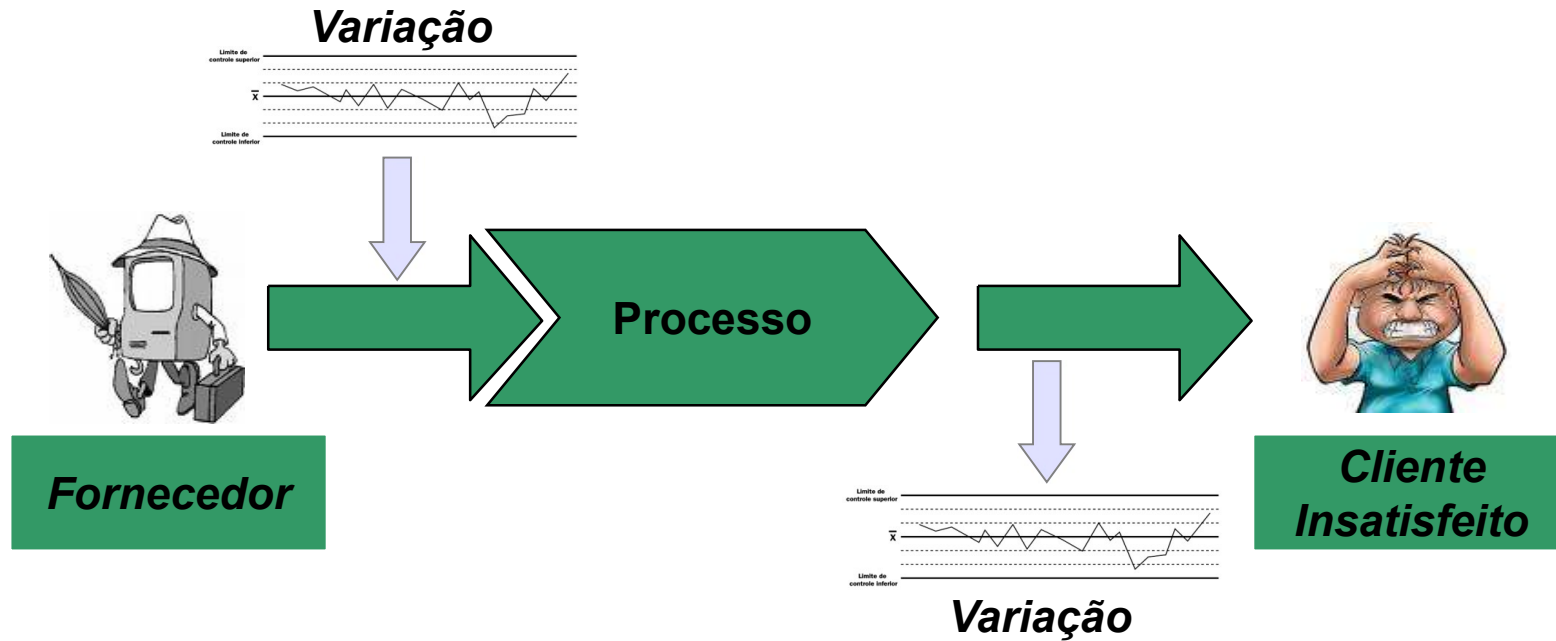 Variação
Limite de
controle superior
x̅
Limite de
controle inferior
Processo
Fornecedor
Cliente
Insatisfeito
Limite de
controle superior
x̅
Limite de
controle inferior
Variação